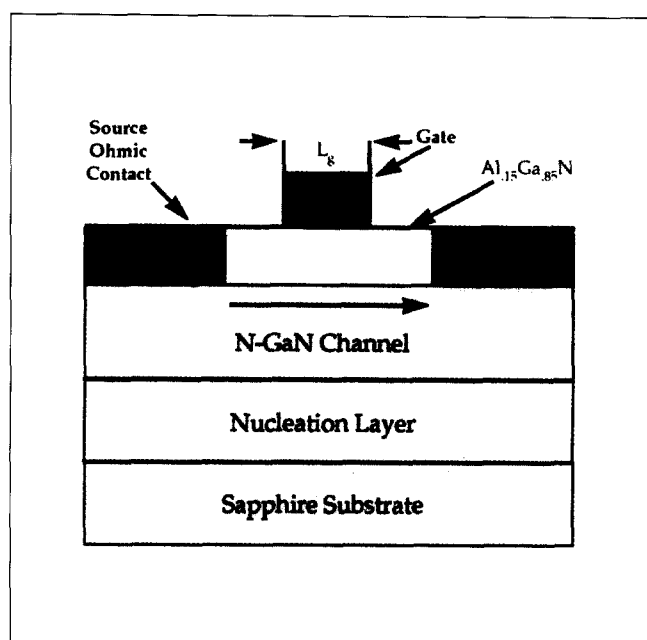 Source
Ohmic
Contact
Lg
Gate
Al.15Ga.85N
N-GaN Channel
Nucleation Layer
Sapphire Substrate